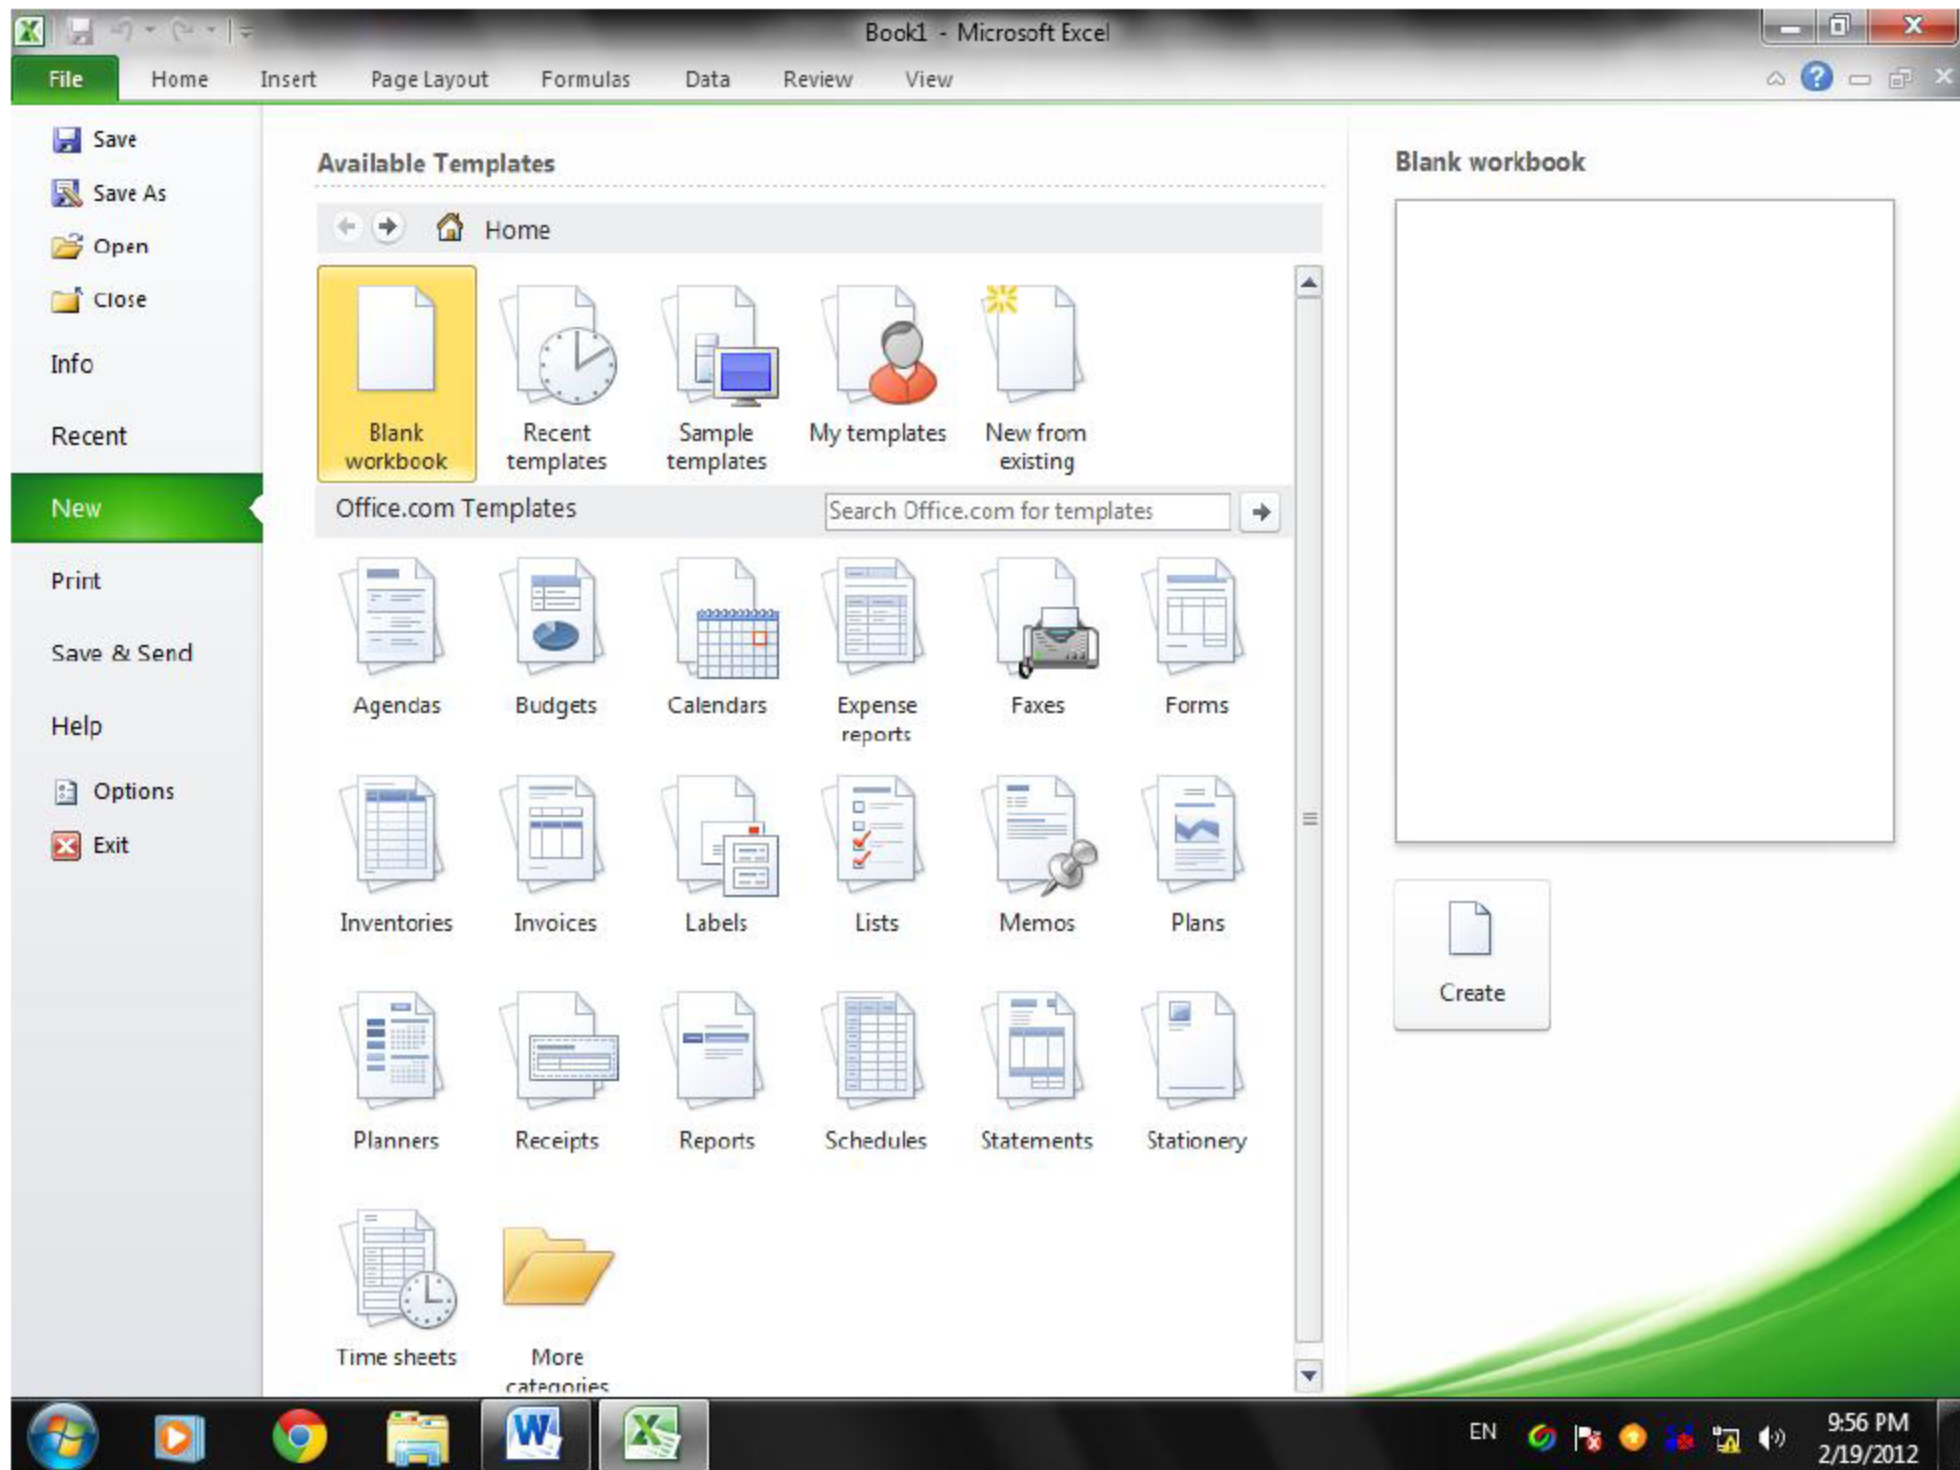 Book1 - Microsoft Excel
File Home Insert Page Layout Formulas Data Review View
Save
Save As
Open
Close
Info
Recent
New
Print
Save & Send
Help
Options
Exit
Available Templates
Home
Blank workbook
Recent templates
Sample templates
My templates
New from existing
Office.com Templates
Search Office.com for templates
Agendas
Budgets
Calendars
Expense reports
Faxes
Forms
Inventories
Invoices
Labels
Lists
Memos
Plans
Planners
Receipts
Reports
Schedules
Statements
Stationery
Time sheets
More categories
Blank workbook
Create
EN
9:56 PM
2/19/2012